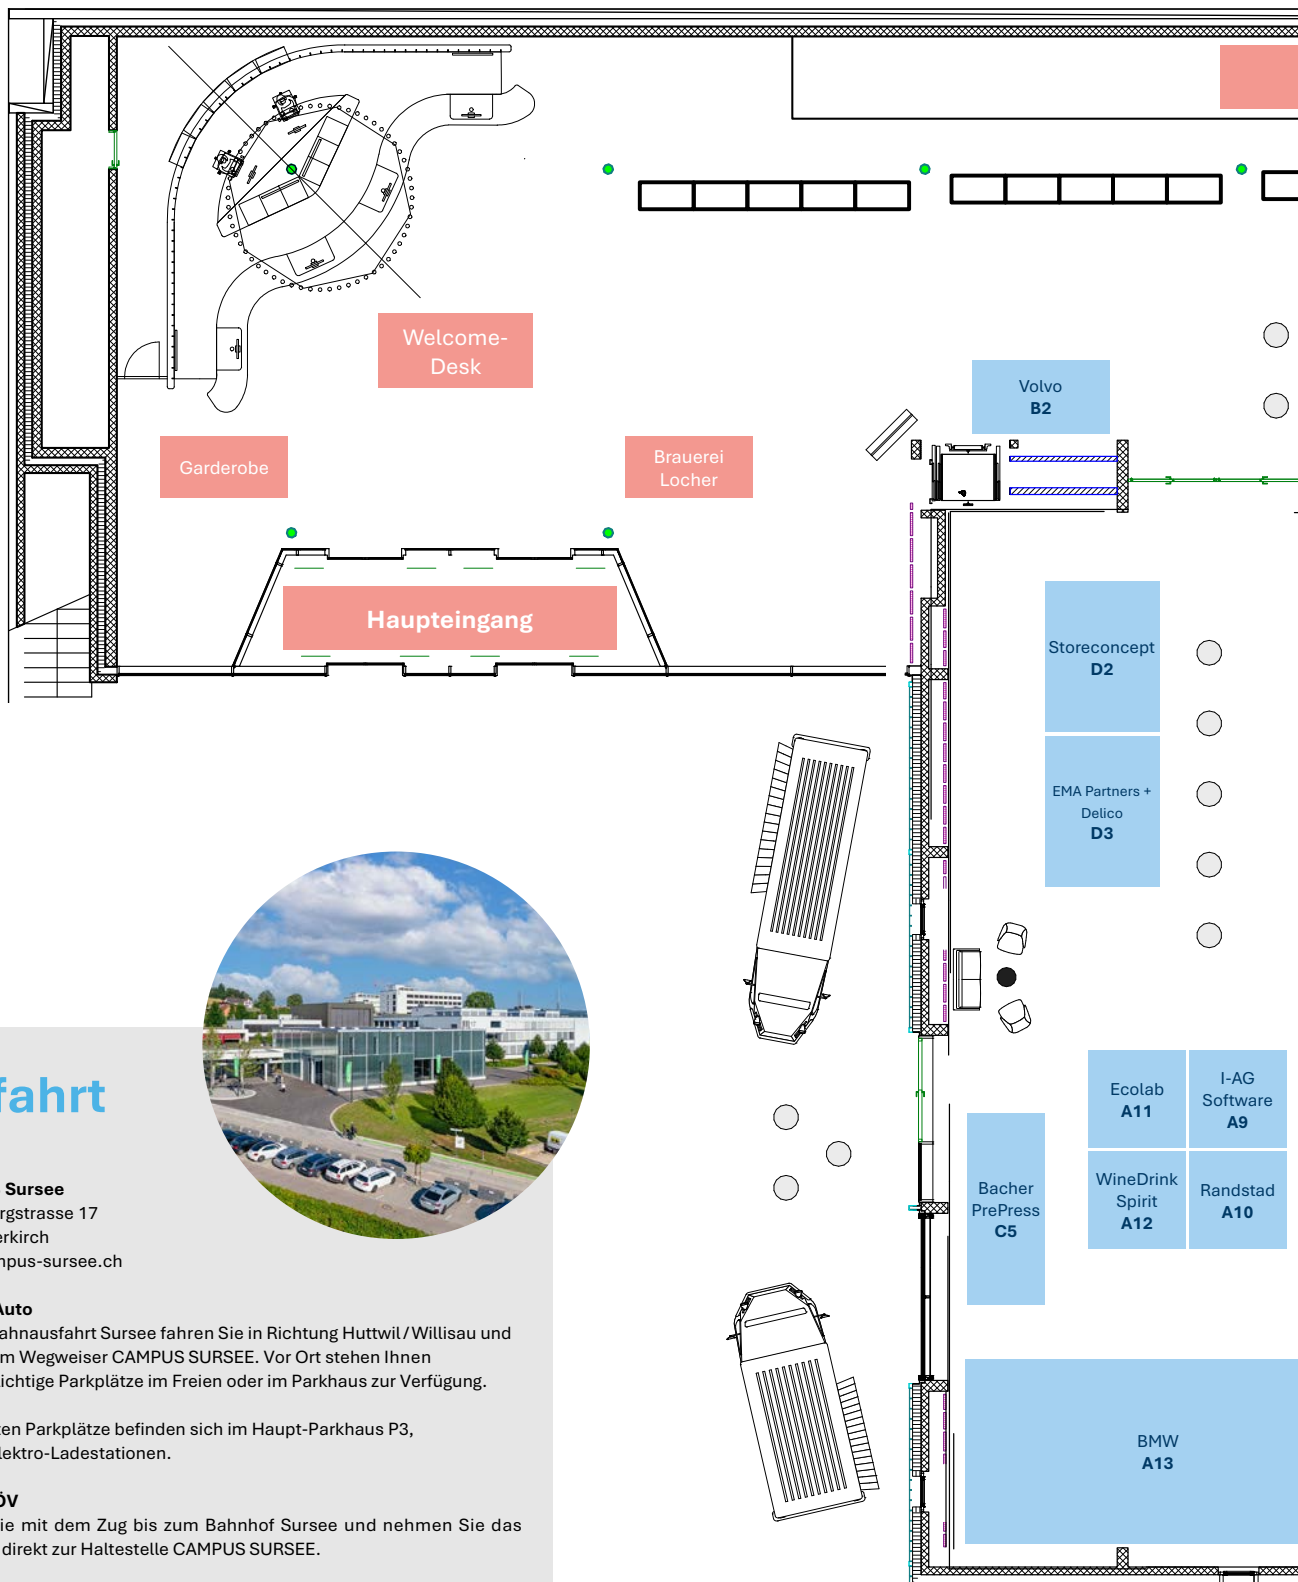 Welcome-
Desk
Volvo
B2
Garderobe
Brauerei
Locher
Haupteingang
Storeconcept
D2
EMA Partners +
Delico
D3
Ecolab
A11
I-AG
Software
A9
Bacher
PrePress
C5
WineDrink
Spirit
A12
Randstad
A10
BMW
A13
fahrt
Sursee
rgstrasse 17
erkirch
npus-sursee.ch
Auto
ahnausfahrt Sursee fahren Sie in Richtung Huttwil/Willisau und
m Wegweiser CAMPUS SURSEE. Vor Ort stehen Ihnen
lichtige Parkplätze im Freien oder im Parkhaus zur Verfügung.
ten Parkplätze befinden sich im Haupt-Parkhaus P3,
lektro-Ladestationen.
ÖV
ie mit dem Zug bis zum Bahnhof Sursee und nehmen Sie das
direkt zur Haltestelle CAMPUS SURSEE.